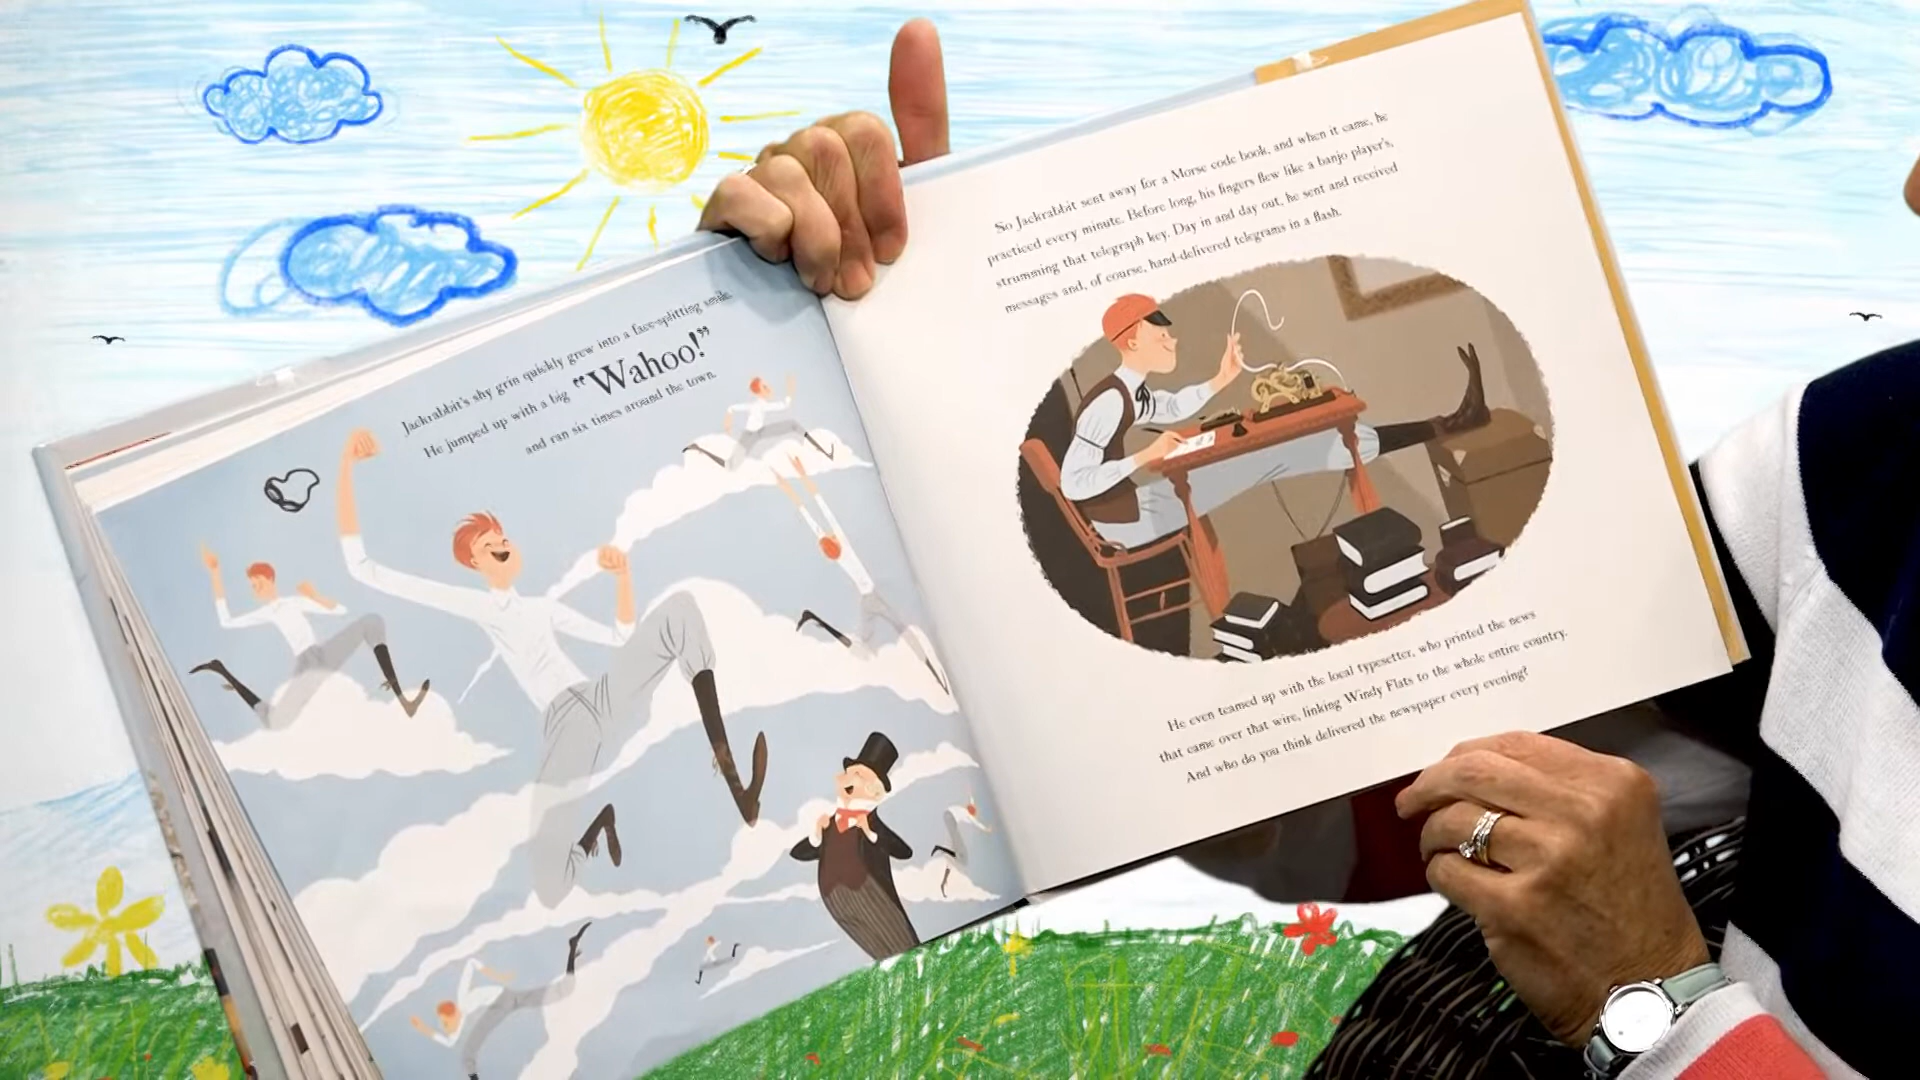 Jackrabbit's shy grin quickly grew into a face-splitting smile.
He jumped up with a big "Wahoo!"
and ran six times around the town.
So Jackrabbit sent away for a Morse code book, and when it came, he
practiced every minute. Before long, his fingers flew like a banjo player's,
strumming that telegraph key. Day in and day out, he sent and received
messages and, of course, hand-delivered telegrams in a flash.
He even teamed up with the local typesetter, who printed the news
that came over that wire, linking Windy Flats to the whole entire country.
And who do you think delivered the newspaper every evening?